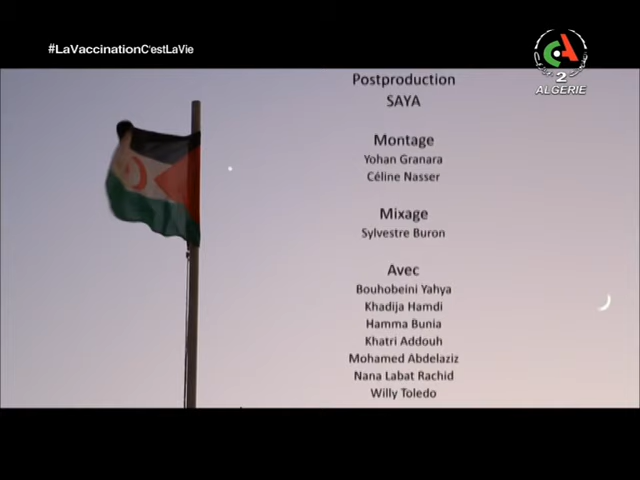 #LaVaccinationC'estLaVie
2
ALGERIE
Postproduction
SAYA
Montage
Yohan Granara
Céline Nasser
Mixage
Sylvestre Buron
Avec
Bouhobeini Yahya
Khadija Hamdi
Hamma Bunia
Khatri Addouh
Mohamed Abdelaziz
Nana Labat Rachid
Willy Toledo